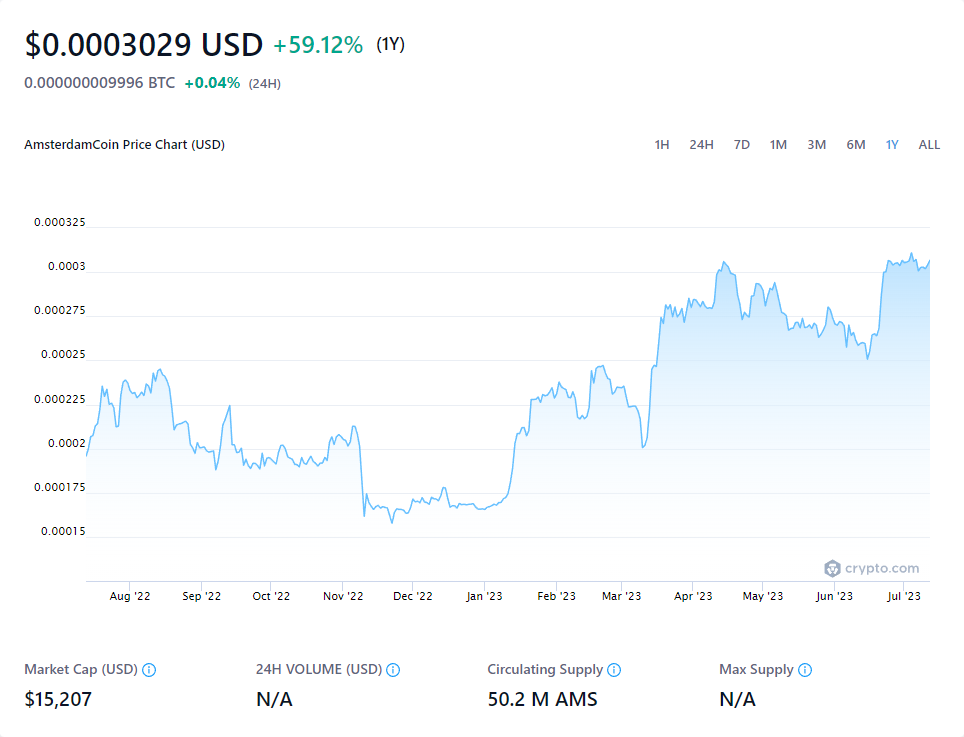 $0.0003029 USD +59.12% (1Y)
0.000000009996 BTC +0.04% (24H)
AmsterdamCoin Price Chart (USD) 1H 24H 7D 1M 3M 6M 1Y ALL
0.000325
0.0003
0.000275
0.00025
0.000225
0.0002
0.000175
0.00015
crypto.com
Aug '22 Sep '22 Oct '22 Nov '22 Dec '22 Jan '23 Feb '23 Mar '23 Apr '23 May '23 Jun '23 Jul '23
Market Cap (USD) 24H VOLUME (USD) Circulating Supply Max Supply
$15,207 N/A 50.2 M AMS N/A